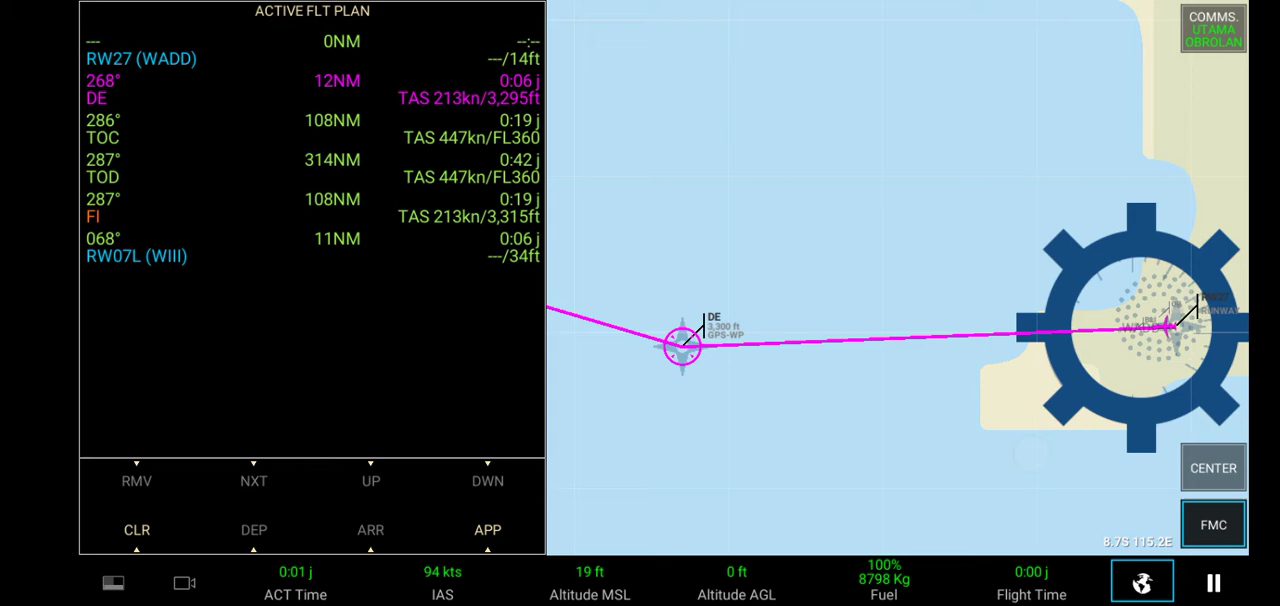 ACTIVE FLT PLAN
--- 0NM --:--
RW27 (WADD) ---/14ft
268° 12NM 0:06 j
DE TAS 213kn/3,295ft
286° 108NM 0:19 j
TOC TAS 447kn/FL360
287° 314NM 0:42 j
TOD TAS 447kn/FL360
287° 108NM 0:19 j
FI TAS 213kn/3,315ft
068° 11NM 0:06 j
RW07L (WIII) ---/34ft
RMV NXT UP DWN
CLR DEP ARR APP
COMMS.
UTAMA
OBROLAN
DE
3,300 ft
GPS-WP
RW27
RUNWAY
WADD
CENTER
FMC
8.7S 115.2E
0:01 j
ACT Time
94 kts
IAS
19 ft
Altitude MSL
0 ft
Altitude AGL
100%
8798 Kg
Fuel
0:00 j
Flight Time